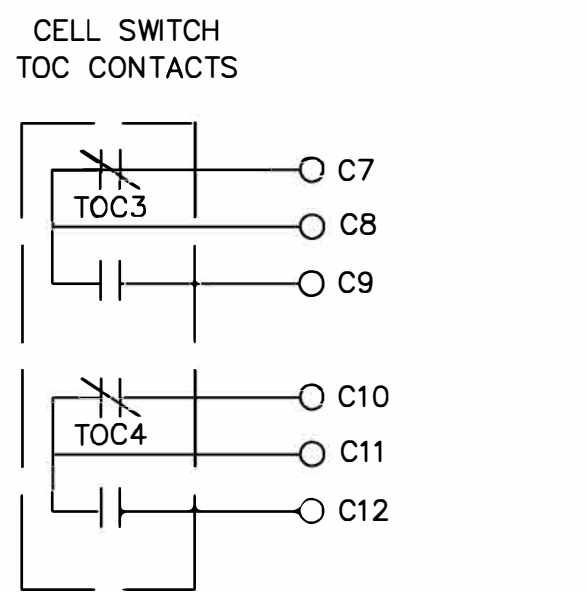 CELL SWITCH
TOC CONTACTS
C7
TOC3
C8
C9
C10
TOC4
C11
C12